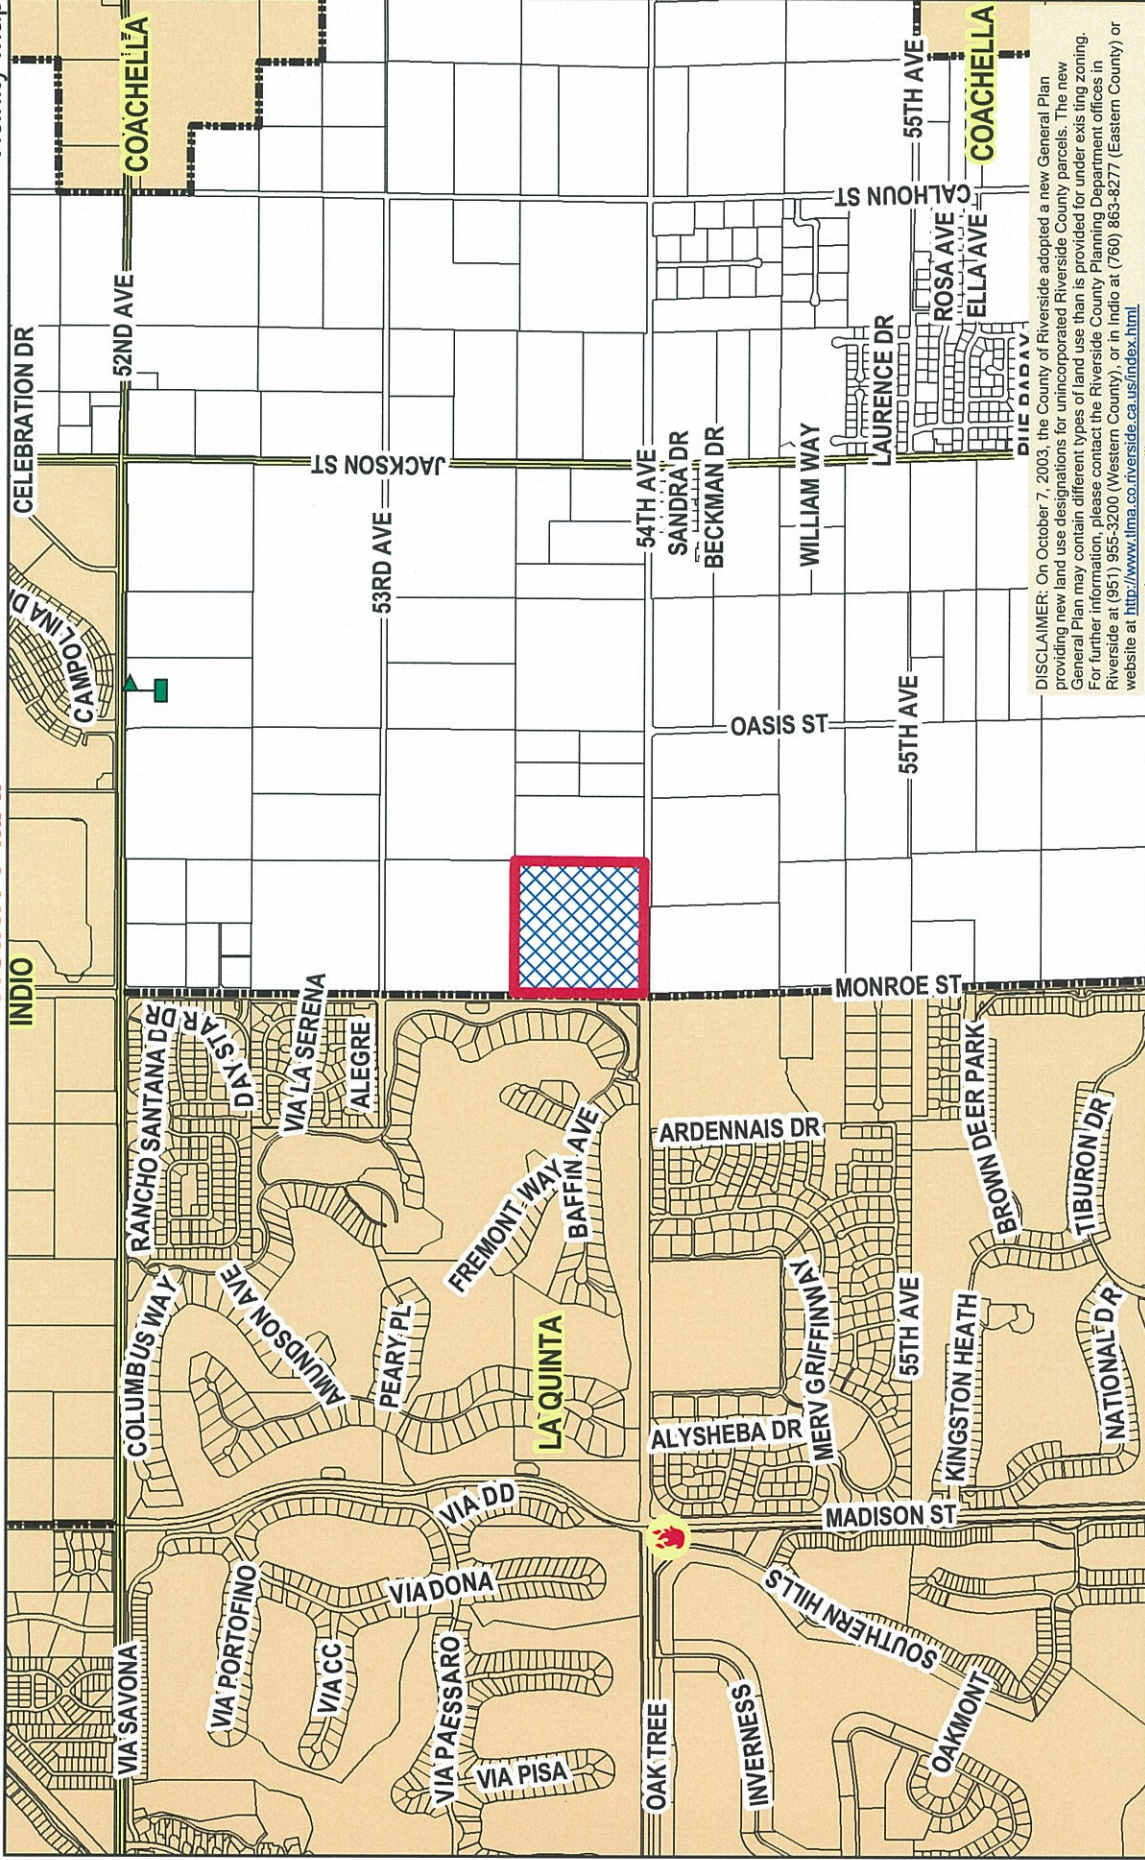 INDIO
COACHELLA
CELEBRATION DR
52ND AVE
CAMPOLINA
JACKSON ST
53RD AVE
CALHOUN ST
55TH AVE
COACHELLA
ROSA AVE
ELLA AVE
LAURENCE DR
54TH AVE
SANDRA DR
BECKMAN DR
WILLIAM WAY
OASIS ST
55TH AVE
MONROE ST
RANCHO SANTANA DR
DAY STAR DR
VIA LA SERENA
ALEGRE
COLUMBUS WAY
AMUNDSON AVE
PEARY PL
FREMONT WAY
BAFFIN AVE
LA QUINTA
ARDENNAIS DR
MERV GRIFFIN WAY
ALYSHEBA DR
55TH AVE
BROWN DEER PARK
TIBURON DR
KINGSTON HEATH
NATIONAL DR
MADISON ST
VIA DD
VIA DONA
VIA SAVONA
VIA PORTOFINO
VIA CC
VIA PAESSARO
VIA PISA
OAK TREE
INVERNESS
SOUTHERN HILLS
OAKMONT
DISCLAIMER: On October 7, 2003, the County of Riverside adopted a new General Plan
providing new land use designations for unincorporated Riverside County parcels. The new
General Plan may contain different types of land use than is provided for under existing zoning.
For further information, please contact the Riverside County Planning Department offices in
Riverside at (951) 955-3200 (Western County), or in Indio at (760) 863-8277 (Eastern County) or
website at http://www.tlma.co.riverside.ca.us/index.html